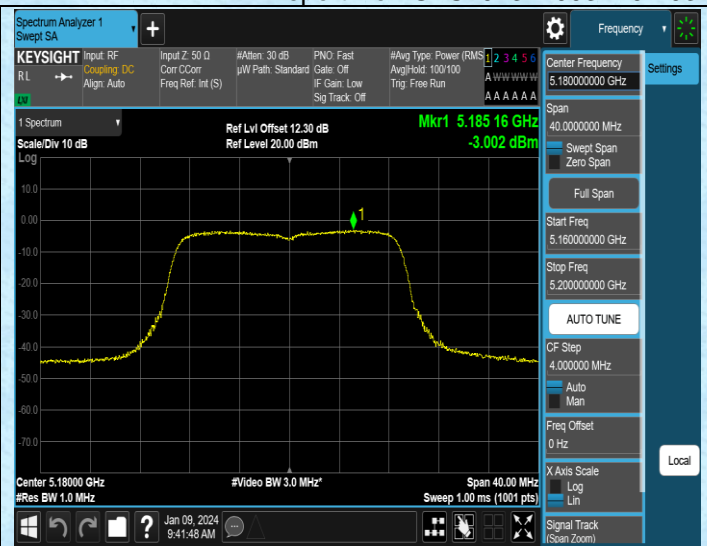 Spectrum Analyzer 1
Swept SA
+
Frequency
KEYSIGHT
RL
LXI
Input: RF
Coupling: DC
Align: Auto
Input Z: 50 Ω
Corr CCorr
Freq Ref: Int (S)
#Atten: 30 dB
µW Path: Standard
PNO: Fast
Gate: Off
IF Gain: Low
Sig Track: Off
#Avg Type: Power (RMS
Avg|Hold: 100/100
Trig: Free Run
1 2 3 4 5 6
A W W W W W
A A A A A A
1 Spectrum
Scale/Div 10 dB
Log
Ref Lvl Offset 12.30 dB
Ref Level 20.00 dBm
Mkr1 5.185 16 GHz
-3.002 dBm
10.0
0.00
-10.0
-20.0
-30.0
-40.0
-50.0
-60.0
-70.0
1
Center 5.18000 GHz
#Res BW 1.0 MHz
#Video BW 3.0 MHz*
Span 40.00 MHz
Sweep 1.00 ms (1001 pts)
Center Frequency
5.180000000 GHz
Span
40.0000000 MHz
Swept Span
Zero Span
Full Span
Start Freq
5.160000000 GHz
Stop Freq
5.200000000 GHz
AUTO TUNE
CF Step
4.000000 MHz
Auto
Man
Freq Offset
0 Hz
X Axis Scale
Log
Lin
Signal Track
(Span Zoom)
Settings
Local
?
Jan 09, 2024
9:41:48 AM